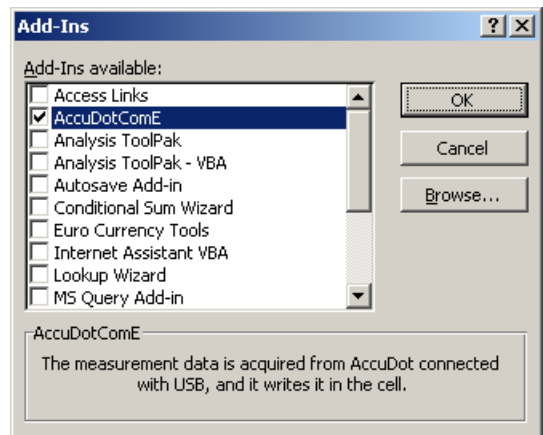 Add-Ins
Add-Ins available:
Access Links
AccuDotComE
Analysis ToolPak
Analysis ToolPak - VBA
Autosave Add-in
Conditional Sum Wizard
Euro Currency Tools
Internet Assistant VBA
Lookup Wizard
MS Query Add-in
OK
Cancel
Browse...
AccuDotComE
The measurement data is acquired from AccuDot connected
with USB, and it writes it in the cell.